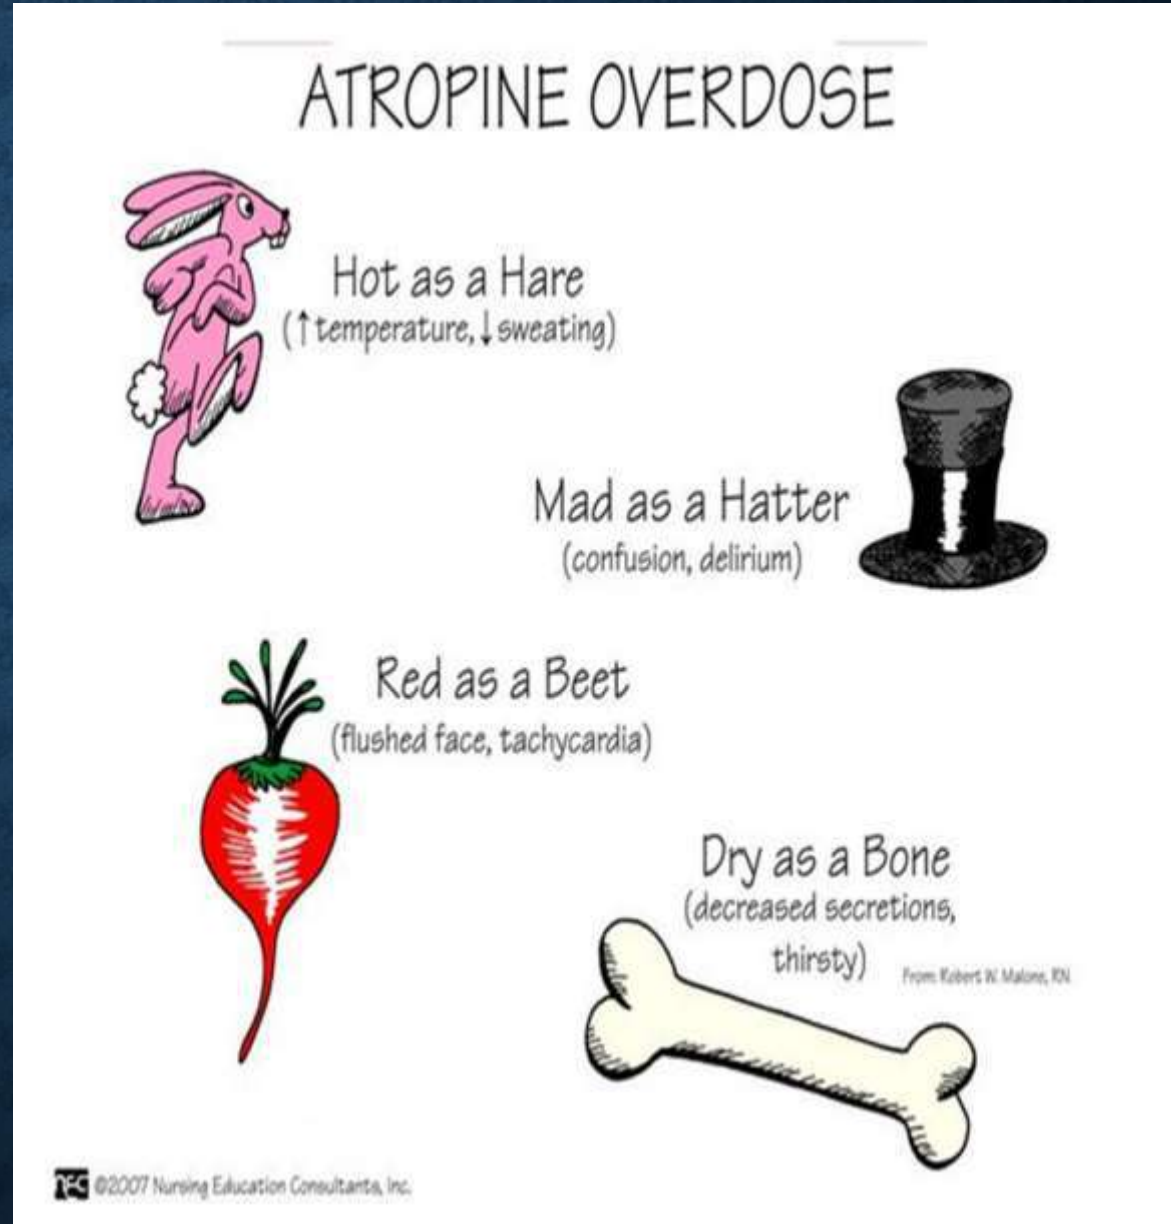 ATROPINE OVERDOSE
Hot as a Hare
(↑temperature,↓sweating)
Mad as a Hatter
(confusion, delirium)
Red as a Beet
(flushed face, tachycardia)
Dry as a Bone
(decreased secretions,
thirsty)
From: Robert W. Malone, RN
NEC ©2007 Nursing Education Consultants, Inc.